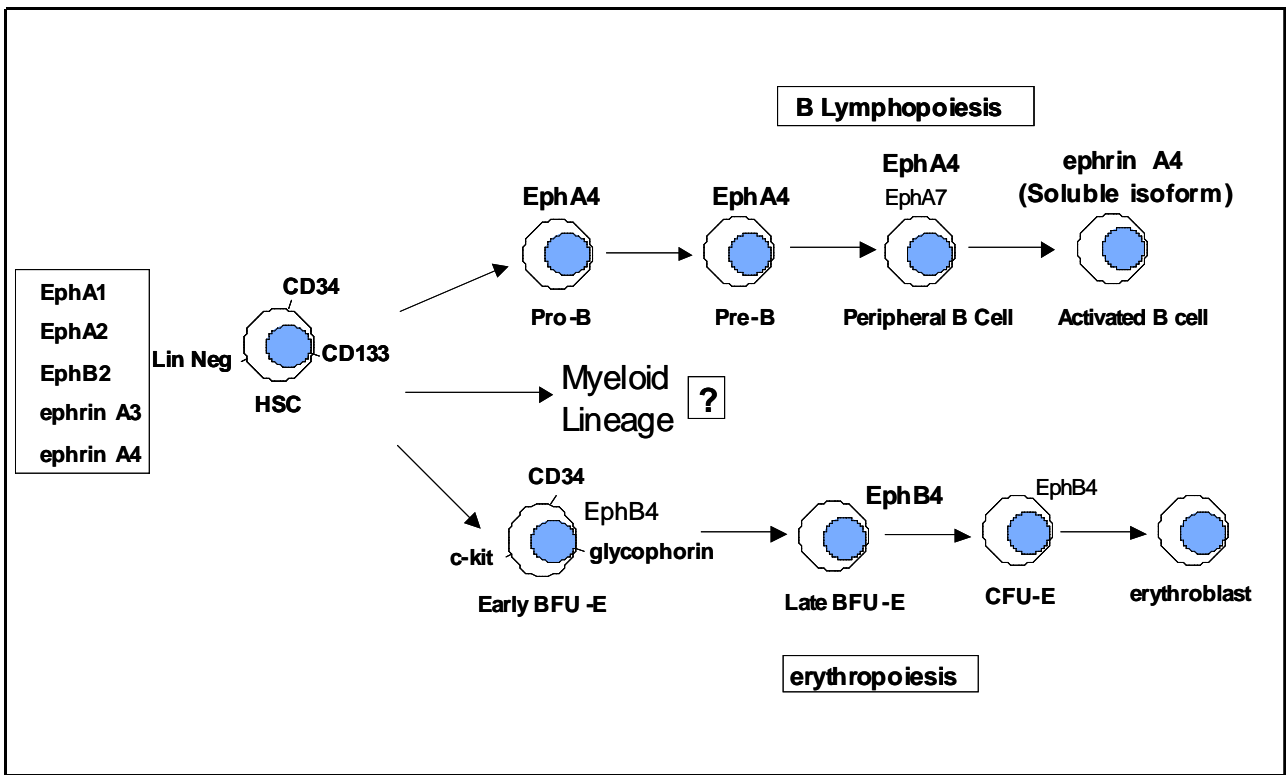 B Lymphopoiesis
EphA4
EphA4
EphA4
EphA7
ephrin A4
(Soluble isoform)
Pro-B
Pre-B
Peripheral B Cell
Activated B cell
EphA1
EphA2
EphB2
ephrin A3
ephrin A4
Lin Neg
CD34
CD133
HSC
Myeloid
Lineage
?
CD34
EphB4
c-kit
glycophorin
Early BFU-E
EphB4
Late BFU-E
EphB4
CFU-E
erythroblast
erythropoiesis